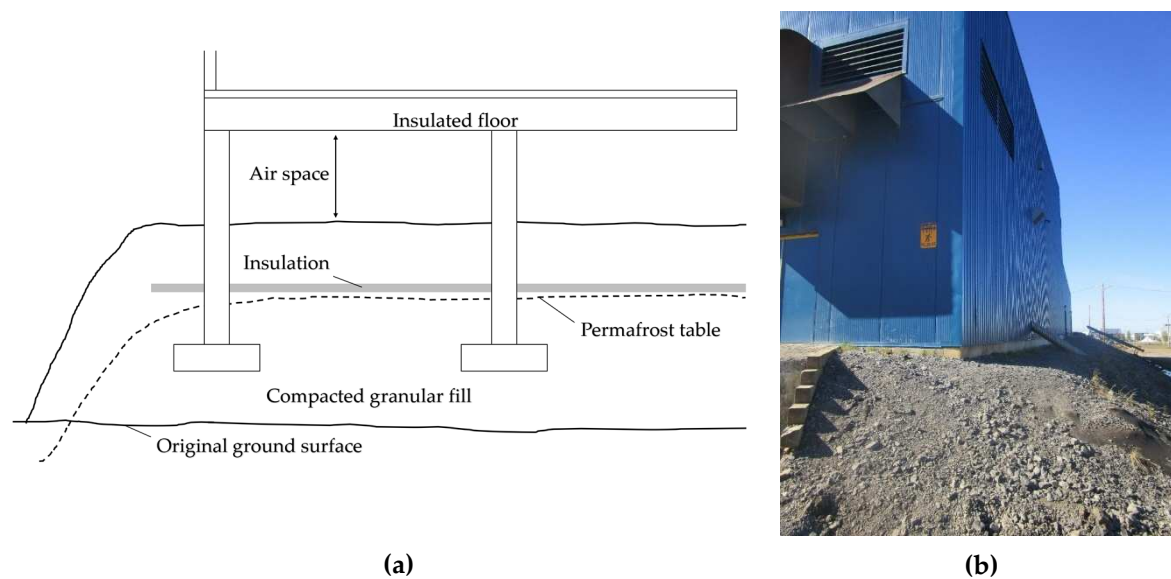 Insulated floor
Air space
Insulation
Permafrost table
Compacted granular fill
Original ground surface
(a)
(b)